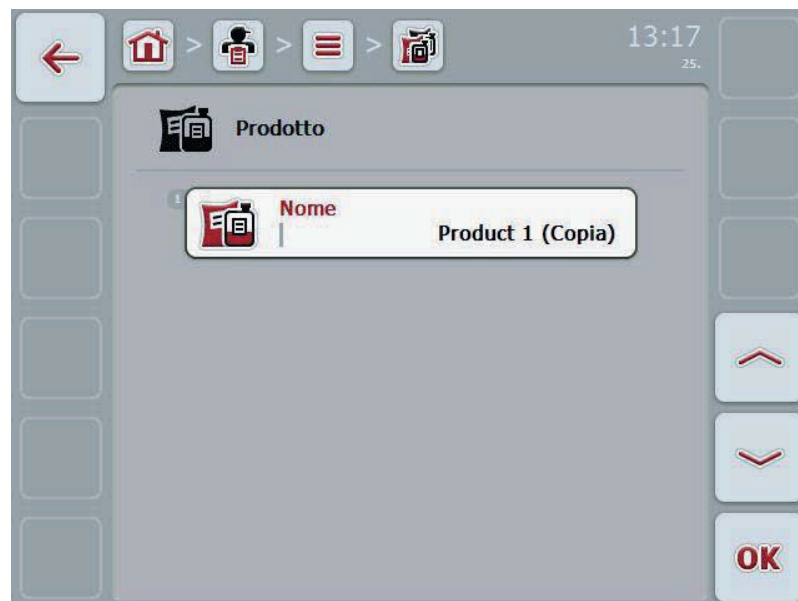 > > >
13:17
25.
Prodotto
1
Nome
Product 1 (Copia)
OK